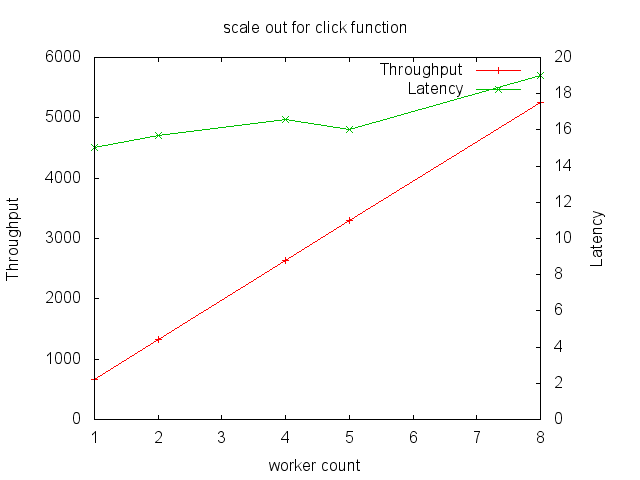 scale out for click function
6000 20
Throughput
Latency
18
5000
16
4000
14
12
3000
10
Throughput
Latency
8
2000
6
4
1000
2
0 0
1 2 3 4 5 6 7 8
worker count